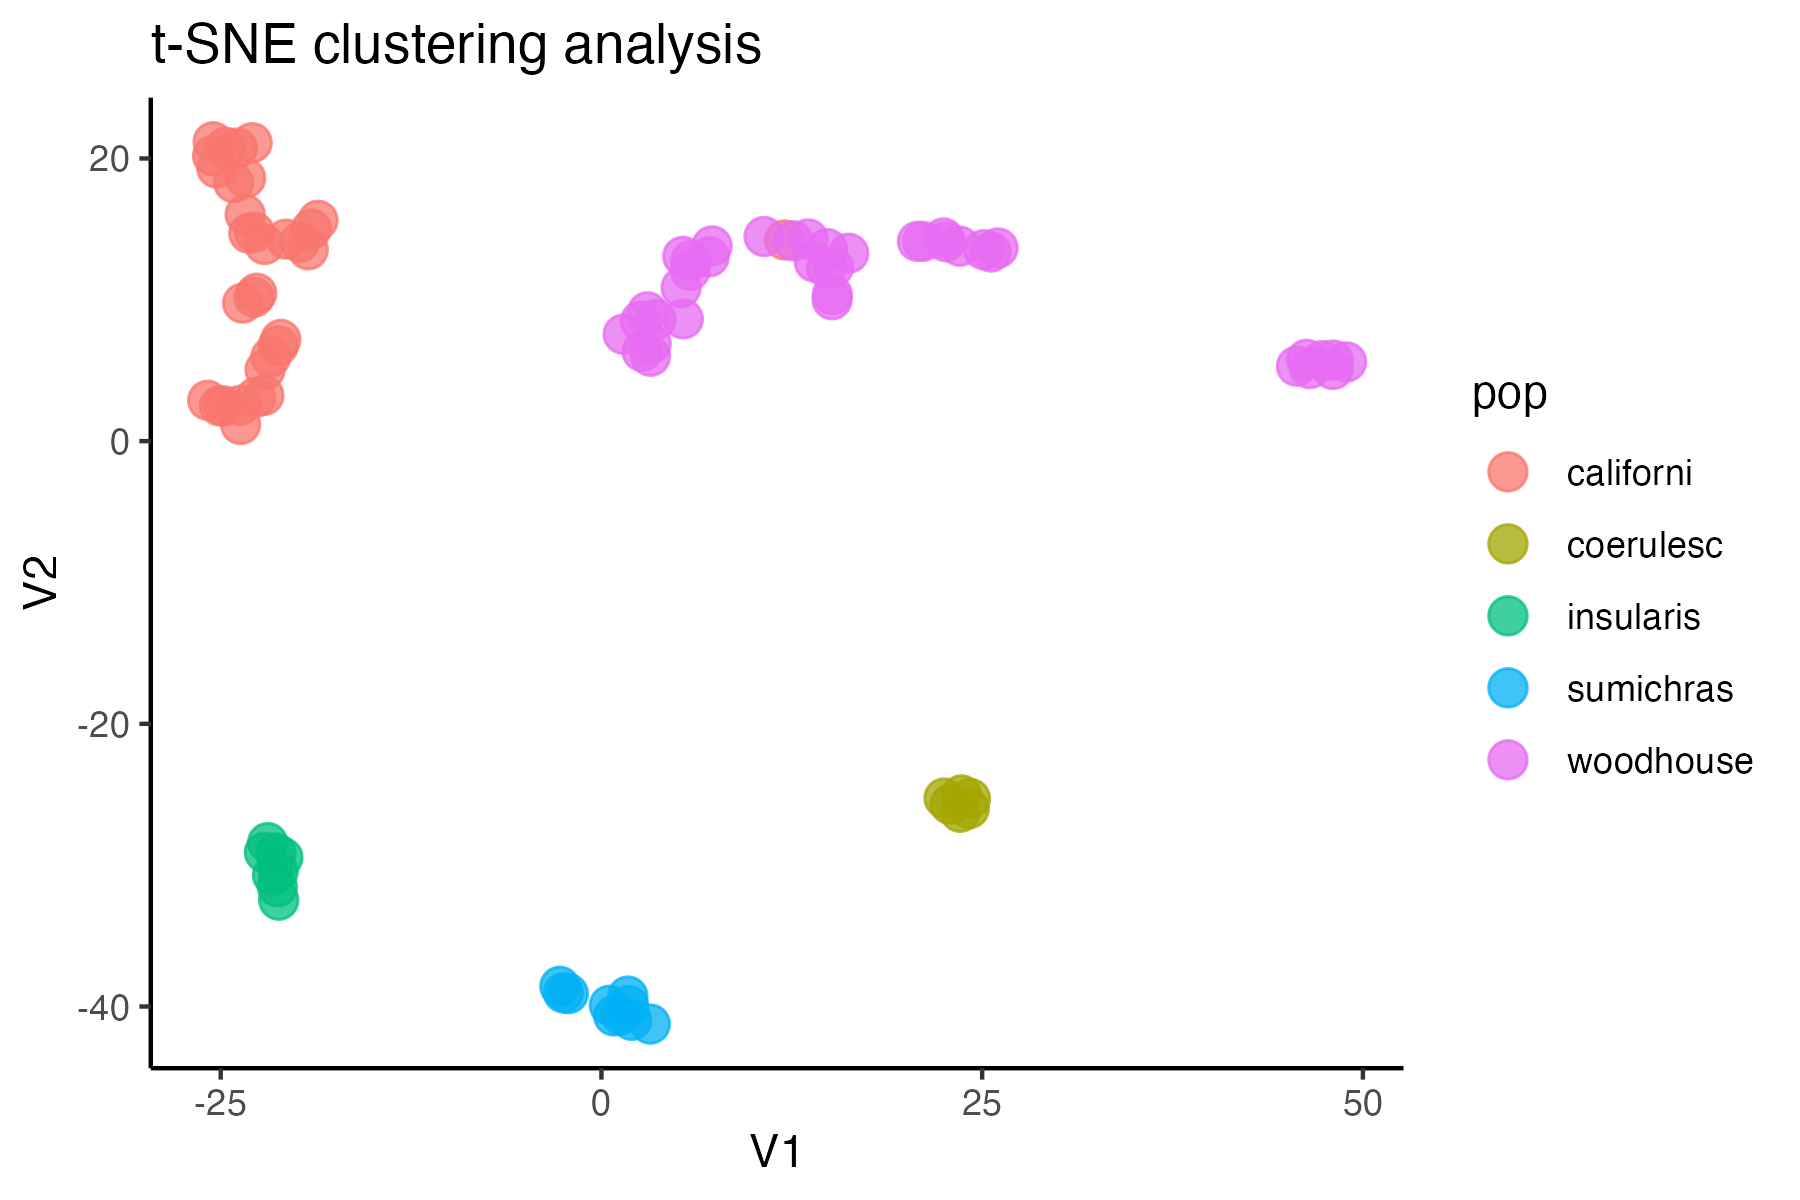 t-SNE clustering analysis
20
0
-20
-40
V2
-25
0
25
50
V1
pop
californi
coerulesc
insularis
sumichras
woodhouse